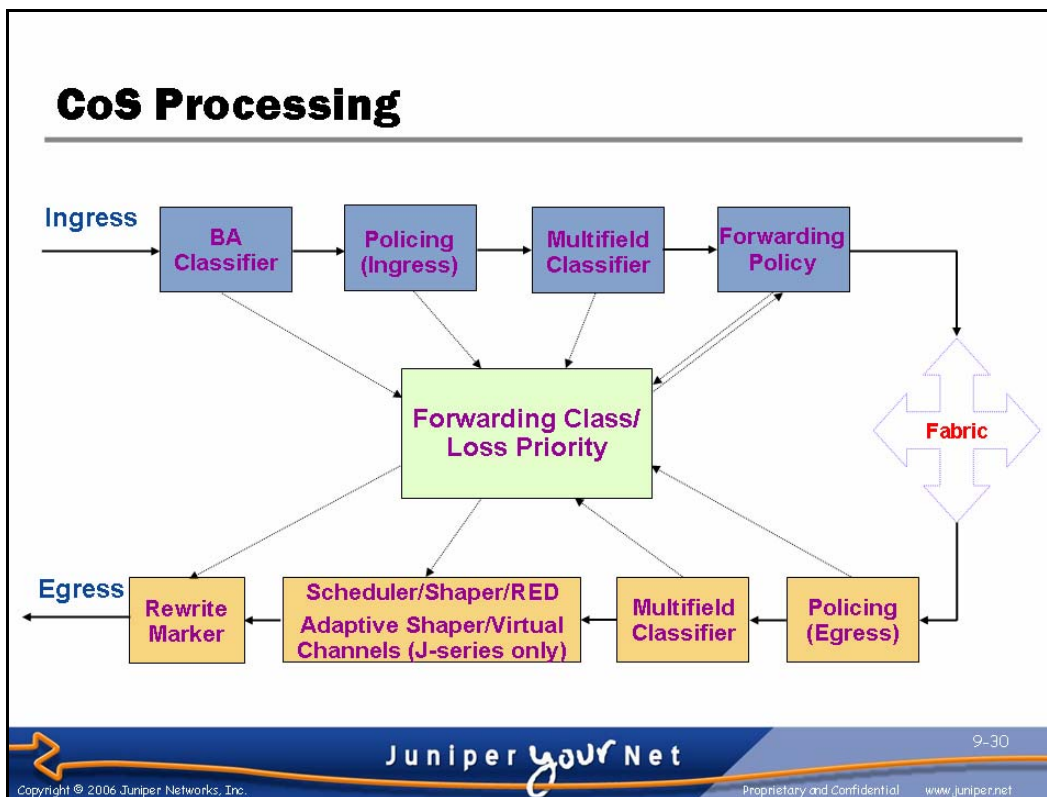 CoS Processing
Ingress
BA
Classifier
Policing
(Ingress)
Multifield
Classifier
Forwarding
Policy
Forwarding Class/
Loss Priority
Fabric
Egress
Rewrite
Marker
Scheduler/Shaper/RED
Adaptive Shaper/Virtual
Channels (J-series only)
Multifield
Classifier
Policing
(Egress)
9-30
Juniper your Net
Copyright © 2006 Juniper Networks, Inc.
Proprietary and Confidential
www.juniper.net